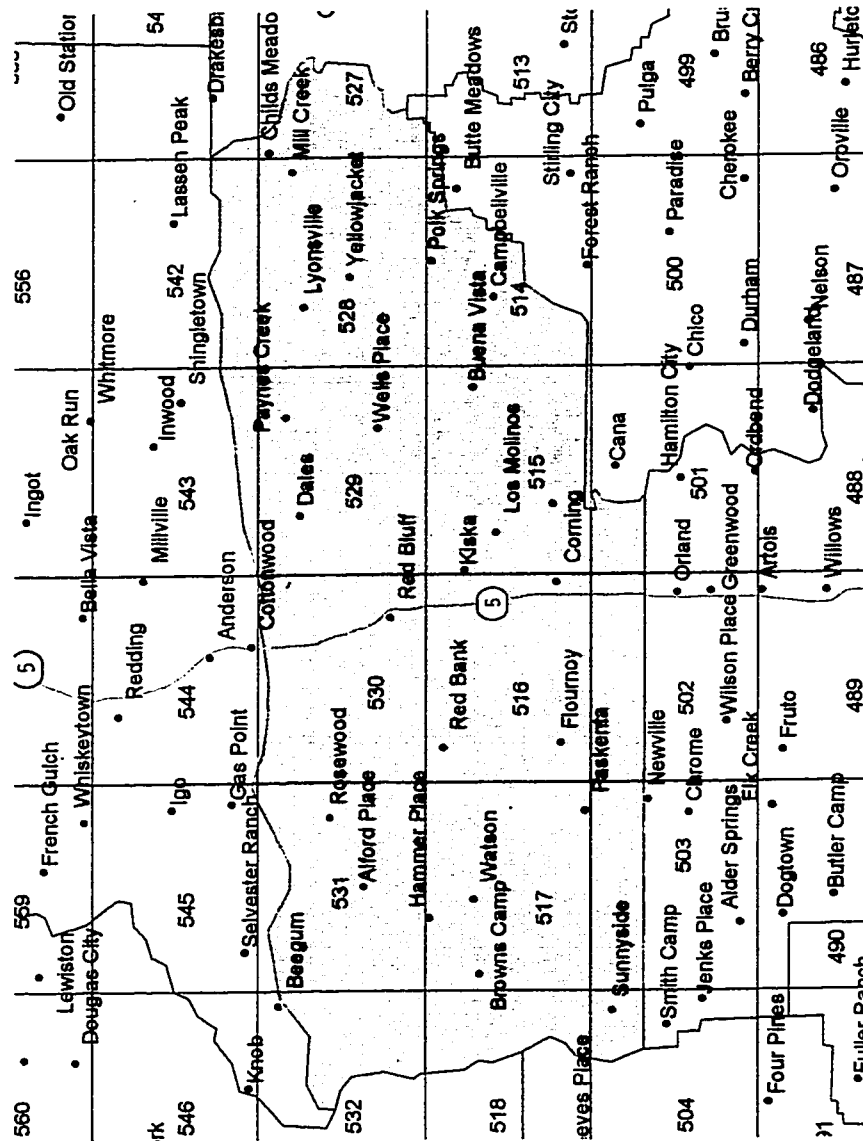 560
569
5
556
Ingot
French Gulch
Lewiston
Old Station
Oak Run
Douglas City
Whiskeytown
Bella Vista
Whitmore
Redding
Millville
54
Inwood
Igo
Lassen Peak
546
545
544
543
542
Shingletown
Anderson
Drakesb
Gas Point
Selvester Ranch
Knob
Cottonwood
Paynes Creek
Childs Meado
Beegum
Dales
Mill Creek
Lyonsville
Rosewood
532
531
Alford Place
530
529
528
Yellowjacket
527
Wells Place
Red Bluff
Hammer Place
Polk Springs
Red Bank
Kiska
Buena Vista
Butte Meadows
Watson
Browns Camp
5
Campbellville
518
Los Molinos
517
516
515
514
513
Stirling City
Flournoy
Corning
eves Place
Paskenta
Forest Ranch
Sunnyside
Cana
Pulga
Newville
Smith Camp
Hamilton City
Paradise
504
503
502
501
500
499
Orland
Carome
Chico
Jenks Place
Bru
Wilson Place
Greenwood
Alder Springs
Cherokee
Elk Creek
Durham
Ordbend
Berry C
Artois
Four Pines
Dogtown
Fruto
Dodgeland
Nelson
486
Willows
Oroville
Butler Camp
490
489
488
487
Hurleto
Fuller Ranch